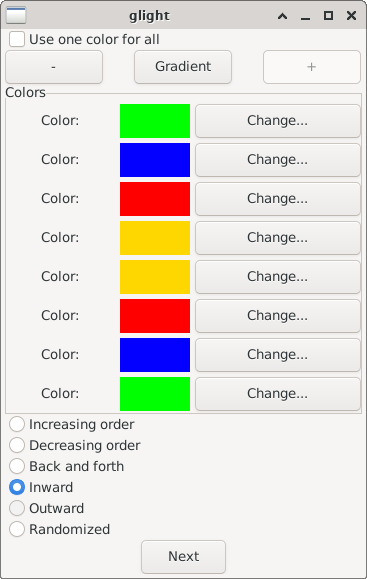 glight
Use one color for all
- Gradient +
Colors
Color: Change...
Color: Change...
Color: Change...
Color: Change...
Color: Change...
Color: Change...
Color: Change...
Color: Change...
Increasing order
Decreasing order
Back and forth
Inward
Outward
Randomized
Next